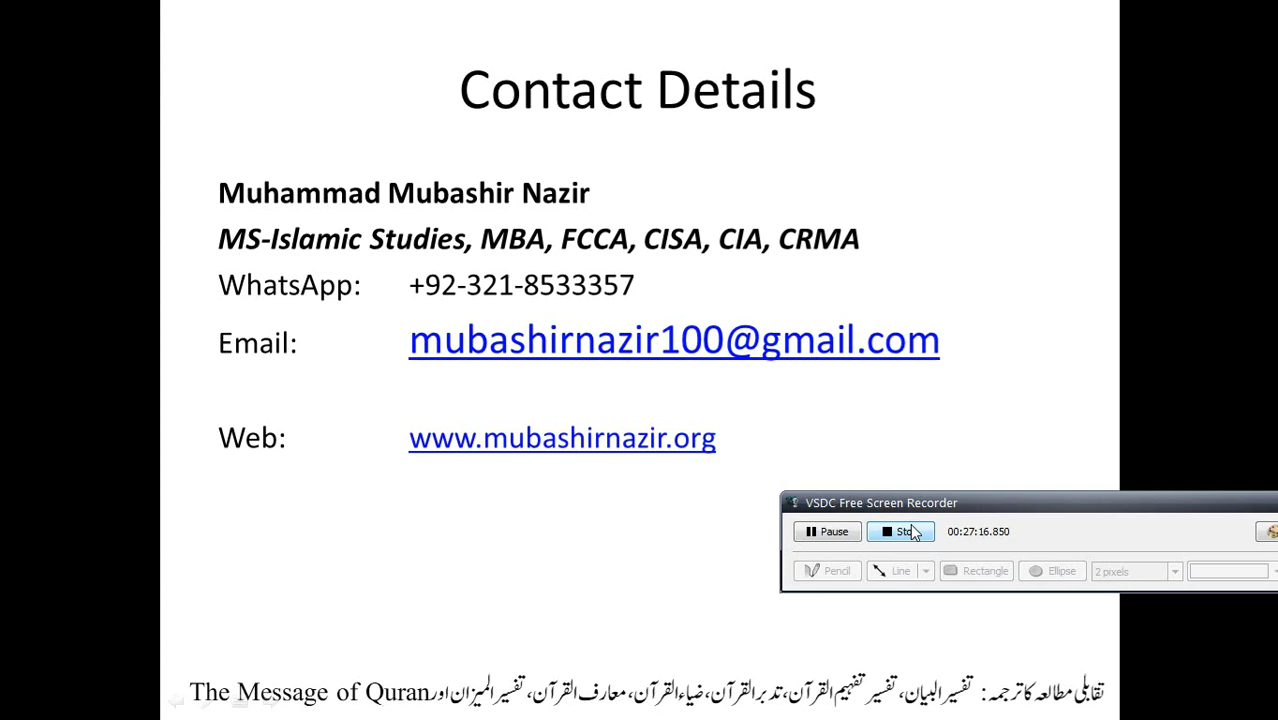 Contact Details
Muhammad Mubashir Nazir
MS-Islamic Studies, MBA, FCCA, CISA, CIA, CRMA
WhatsApp: +92-321-8533357
Email: mubashirnazir100@gmail.com
Web: www.mubashirnazir.org
VSDC Free Screen Recorder
Pause Stop 00:27:16.850
Pencil Line Rectangle Ellipse 2 pixels
تقابلی مطالعہ کا ترجمہ: تفسیر البیان، تفسیر تفہیم القرآن، تدبر القرآن، ضیاء القرآن، معارف القرآن، تفسیر المیزان اور The Message of Quran